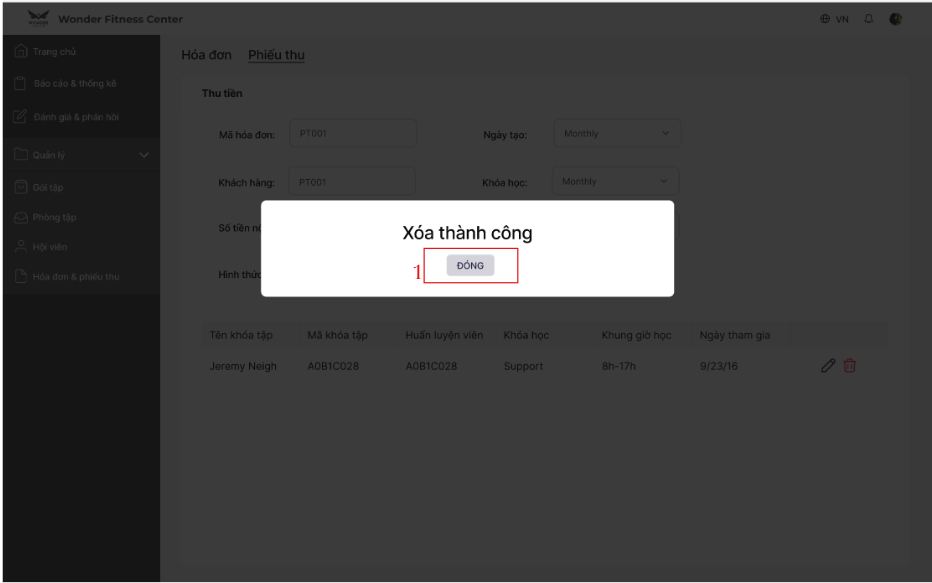 WONDER
Wonder Fitness Center
VN
Trang chủ
Báo cáo & thống kê
Đánh giá & phản hồi
Quản lý
Gói tập
Phòng tập
Hội viên
Hóa đơn & phiếu thu
Hóa đơn Phiếu thu
Thu tiền
Mã hóa đơn: PT001 Ngày tạo: Monthly
Khách hàng: PT001 Khóa học: Monthly
Số tiền
Hình thức
Xóa thành công
1 ĐÓNG
Tên khóa tập Mã khóa tập Huấn luyện viên Khóa học Khung giờ học Ngày tham gia
Jeremy Neigh A0B1C028 A0B1C028 Support 8h-17h 9/23/16